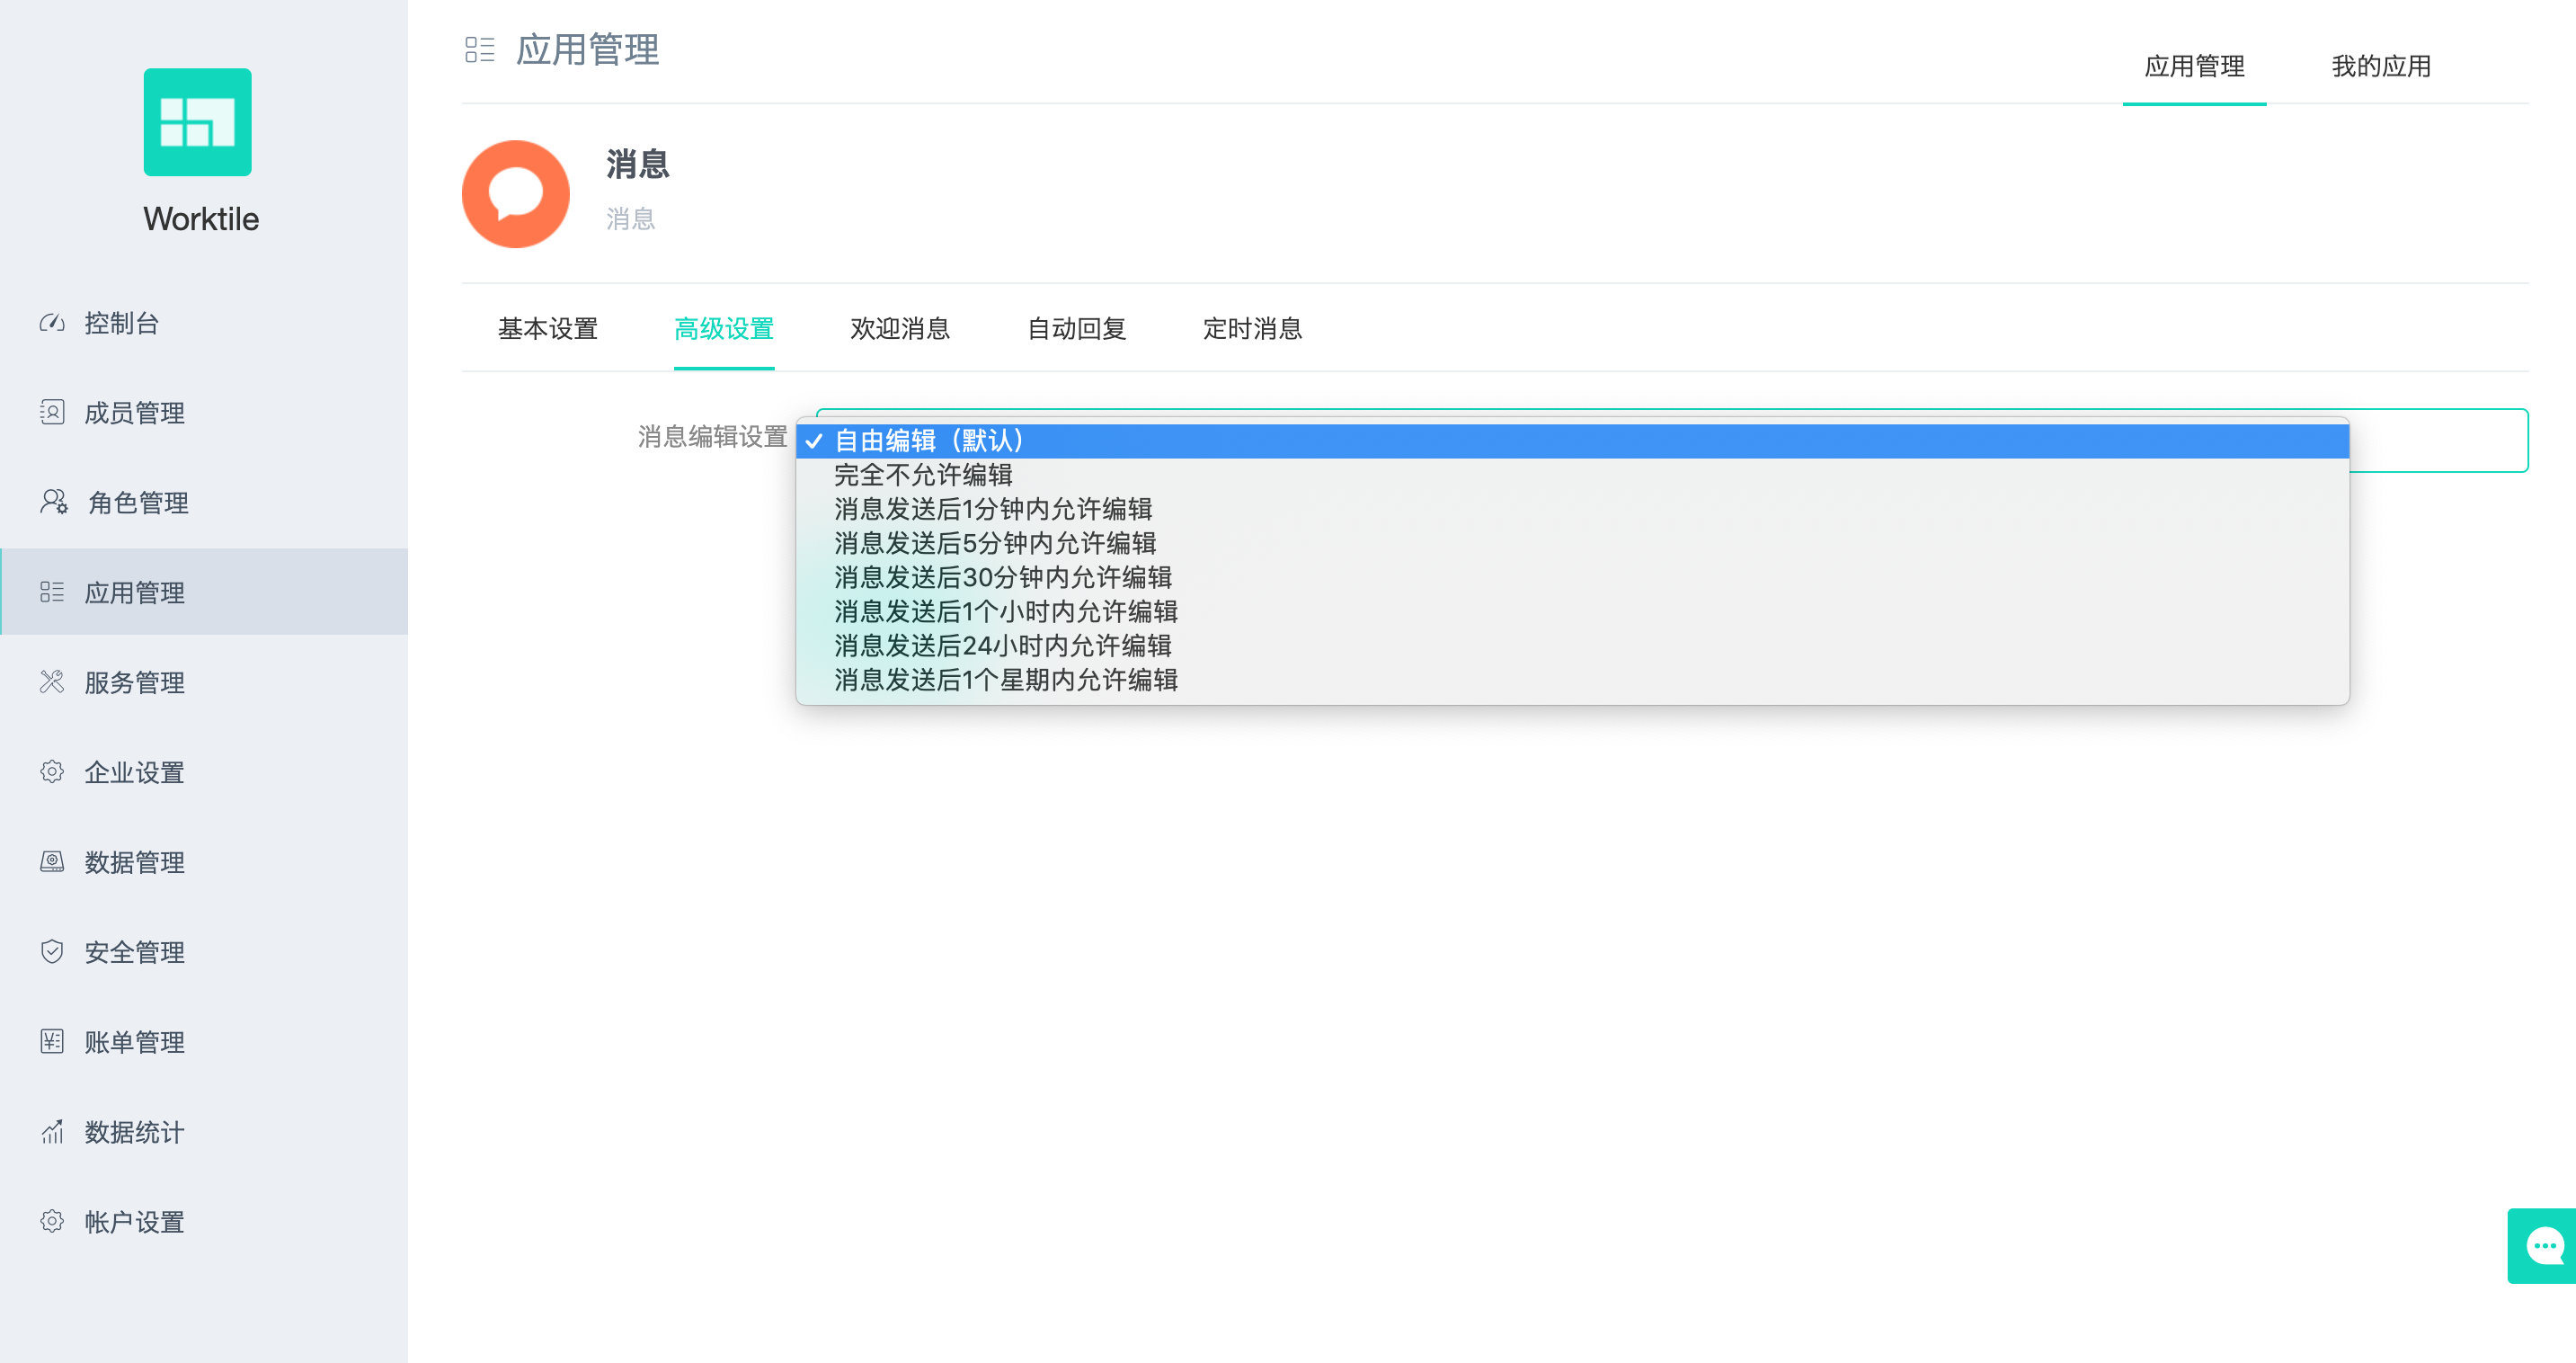 Worktile
控制台
成员管理
角色管理
应用管理
服务管理
企业设置
数据管理
安全管理
账单管理
数据统计
帐户设置
应用管理
应用管理
我的应用
消息
消息
基本设置
高级设置
欢迎消息
自动回复
定时消息
消息编辑设置
自由编辑（默认）
完全不允许编辑
消息发送后1分钟内允许编辑
消息发送后5分钟内允许编辑
消息发送后30分钟内允许编辑
消息发送后1个小时内允许编辑
消息发送后24小时内允许编辑
消息发送后1个星期内允许编辑